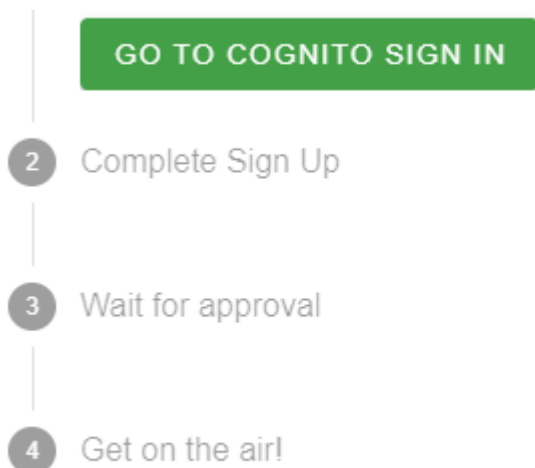 GO TO COGNITO SIGN IN
2 Complete Sign Up
3 Wait for approval
4 Get on the air!